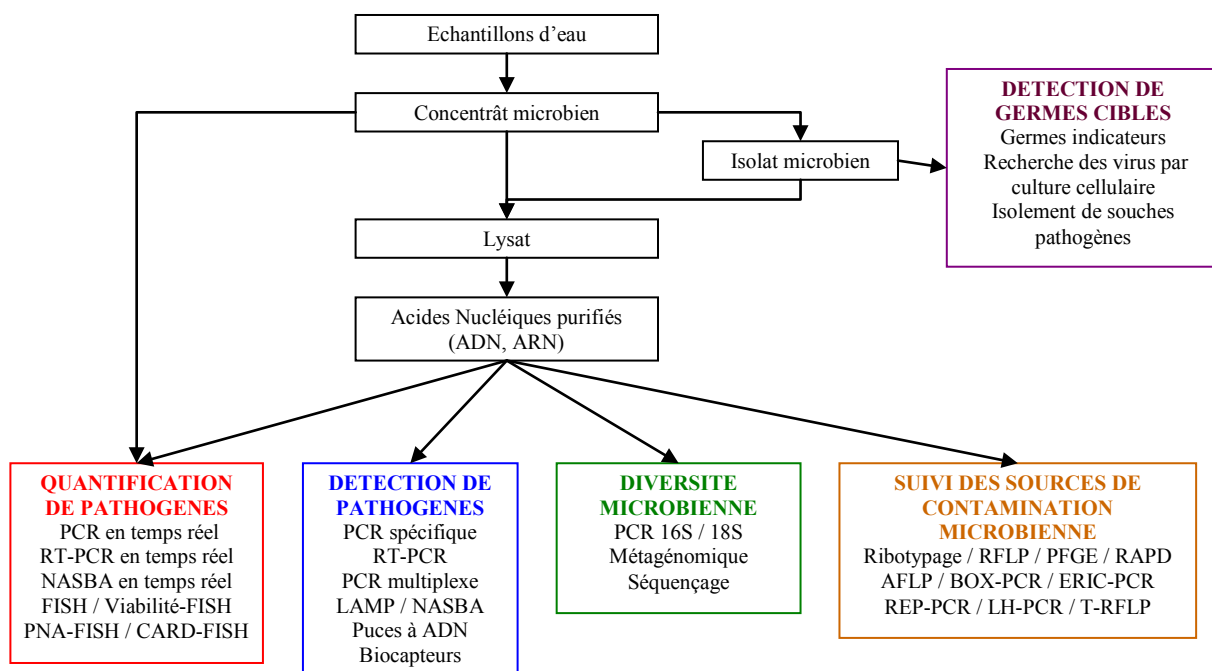 Echantillons d'eau
Concentrât microbien
Isolat microbien
DETECTION DE
GERMES CIBLES
Germes indicateurs
Recherche des virus par
culture cellulaire
Isolement de souches
pathogènes
Lysat
Acides Nucléiques purifiés
(ADN, ARN)
QUANTIFICATION
DE PATHOGENES
PCR en temps réel
RT-PCR en temps réel
NASBA en temps réel
FISH / Viabilité-FISH
PNA-FISH / CARD-FISH
DETECTION DE
PATHOGENES
PCR spécifique
RT-PCR
PCR multiplexe
LAMP / NASBA
Puces à ADN
Biocapteurs
DIVERSITE
MICROBIENNE
PCR 16S / 18S
Métagénomique
Séquençage
SUIVI DES SOURCES DE
CONTAMINATION
MICROBIENNE
Ribotypage / RFLP / PFGE / RAPD
AFLP / BOX-PCR / ERIC-PCR
REP-PCR / LH-PCR / T-RFLP